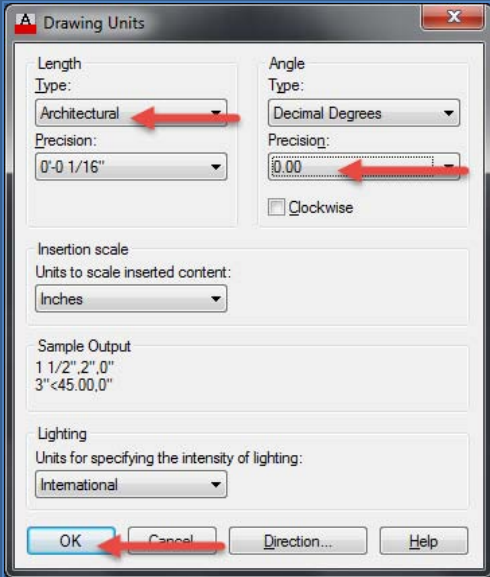 Drawing Units
Length
Type:
Architectural
Precision:
0'-0 1/16"
Angle
Type:
Decimal Degrees
Precision:
0.00
Clockwise
Insertion scale
Units to scale inserted content:
Inches
Sample Output
1 1/2",2",0"
3"<45.00,0"
Lighting
Units for specifying the intensity of lighting:
International
OK Cancel Direction... Help